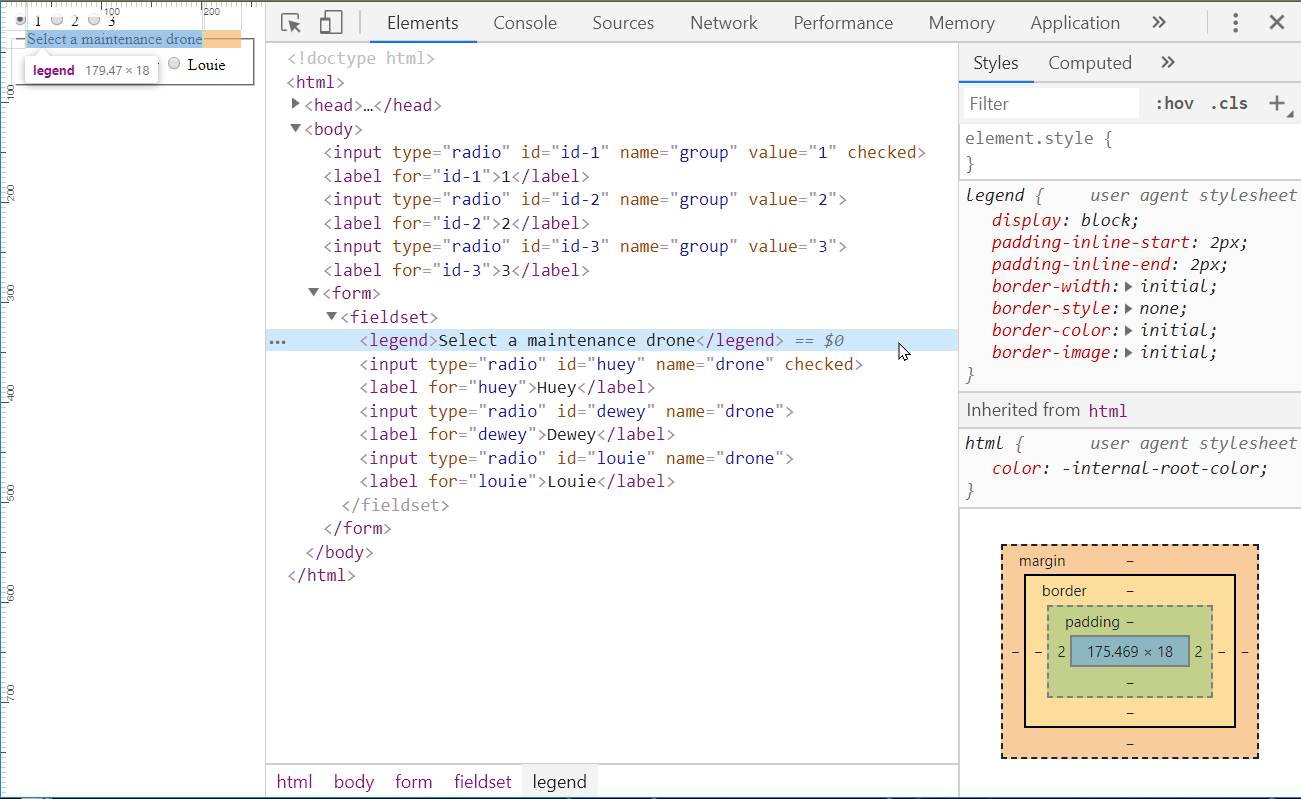 100 200
1 2 3
Select a maintenance drone
legend 179.47 × 18
Louie
100
200
300
400
500
600
700
Elements Console Sources Network Performance Memory Application »
<!doctype html>
<html>
<head>…</head>
<body>
<input type="radio" id="id-1" name="group" value="1" checked>
<label for="id-1">1</label>
<input type="radio" id="id-2" name="group" value="2">
<label for="id-2">2</label>
<input type="radio" id="id-3" name="group" value="3">
<label for="id-3">3</label>
<form>
<fieldset>
… <legend>Select a maintenance drone</legend> == $0
<input type="radio" id="huey" name="drone" checked>
<label for="huey">Huey</label>
<input type="radio" id="dewey" name="drone">
<label for="dewey">Dewey</label>
<input type="radio" id="louie" name="drone">
<label for="louie">Louie</label>
</fieldset>
</form>
</body>
</html>
html body form fieldset legend
Styles Computed »
Filter :hov .cls +
element.style {
}
legend { user agent stylesheet
display: block;
padding-inline-start: 2px;
padding-inline-end: 2px;
border-width: initial;
border-style: none;
border-color: initial;
border-image: initial;
}
Inherited from html
html { user agent stylesheet
color: -internal-root-color;
}
margin –
border –
padding –
– – 2 175.469 × 18 2 – –
–
–
–